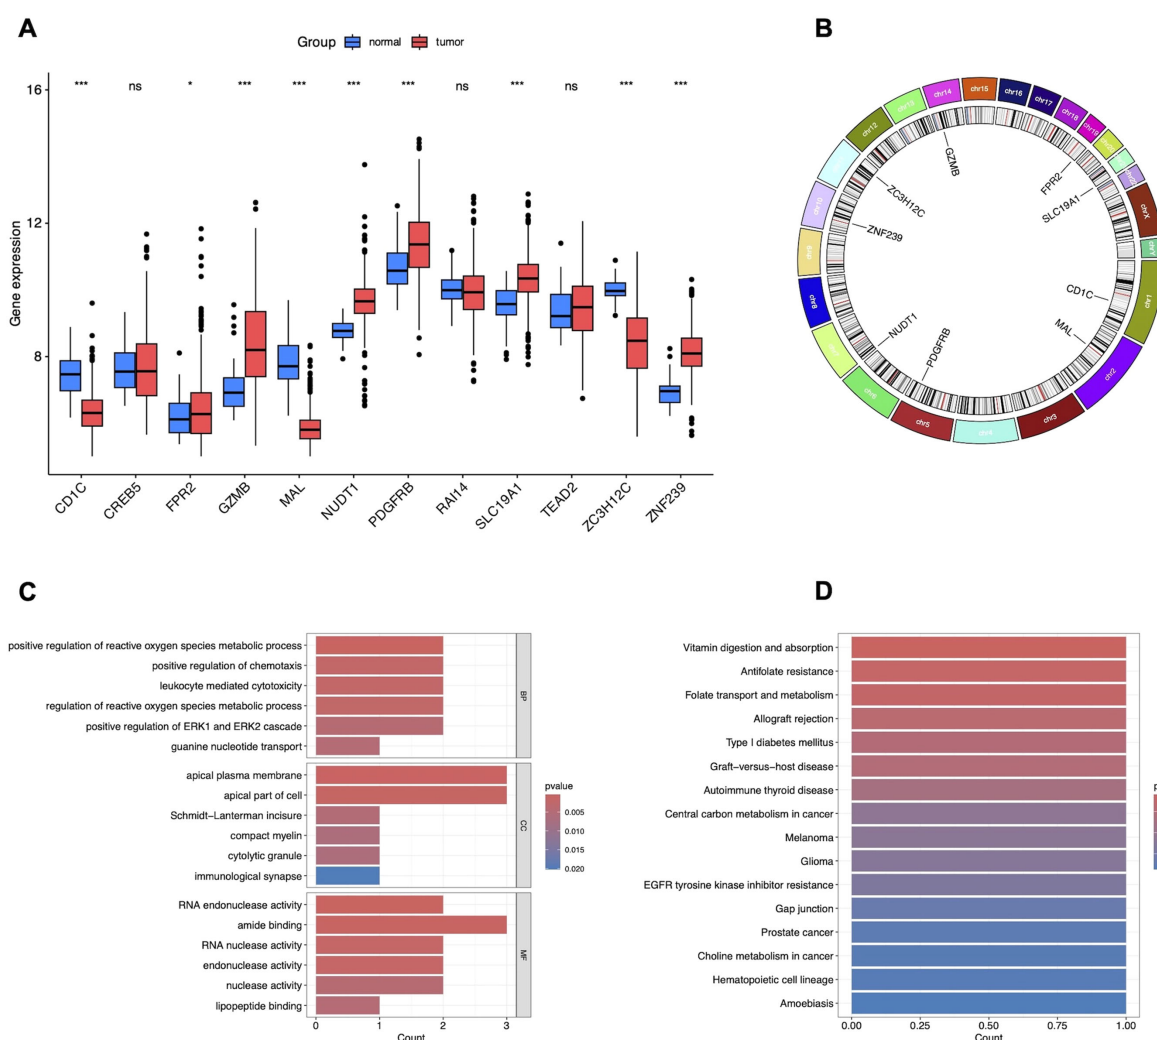 A
Group normal tumor
*** ns * *** *** *** *** ns *** ns *** ***
16
12
8
Gene expression
CD1C CREB5 FPR2 GZMB MAL NUDT1 PDGFRB RAI14 SLC19A1 TEAD2 ZC3H12C ZNF239
B
chr15
chr16
chr17
chr18
chr19
chrX
chr1
chr2
chr3
chr4
chr5
chr6
chr8
chr9
chr10
chr12
chr13
chr14
GZMB
FPR2
SLC19A1
CD1C
MAL
PDGFRB
NUDT1
ZNF239
ZC3H12C
C
positive regulation of reactive oxygen species metabolic process
positive regulation of chemotaxis
leukocyte mediated cytotoxicity
regulation of reactive oxygen species metabolic process
positive regulation of ERK1 and ERK2 cascade
guanine nucleotide transport
BP
apical plasma membrane
apical part of cell
Schmidt−Lanterman incisure
compact myelin
cytolytic granule
immunological synapse
CC
RNA endonuclease activity
amide binding
RNA nuclease activity
endonuclease activity
nuclease activity
lipopeptide binding
MF
0 1 2 3
Count
pvalue
0.005
0.010
0.015
0.020
D
Vitamin digestion and absorption
Antifolate resistance
Folate transport and metabolism
Allograft rejection
Type I diabetes mellitus
Graft−versus−host disease
Autoimmune thyroid disease
Central carbon metabolism in cancer
Melanoma
Glioma
EGFR tyrosine kinase inhibitor resistance
Gap junction
Prostate cancer
Choline metabolism in cancer
Hematopoietic cell lineage
Amoebiasis
0.00 0.25 0.50 0.75 1.00
Count